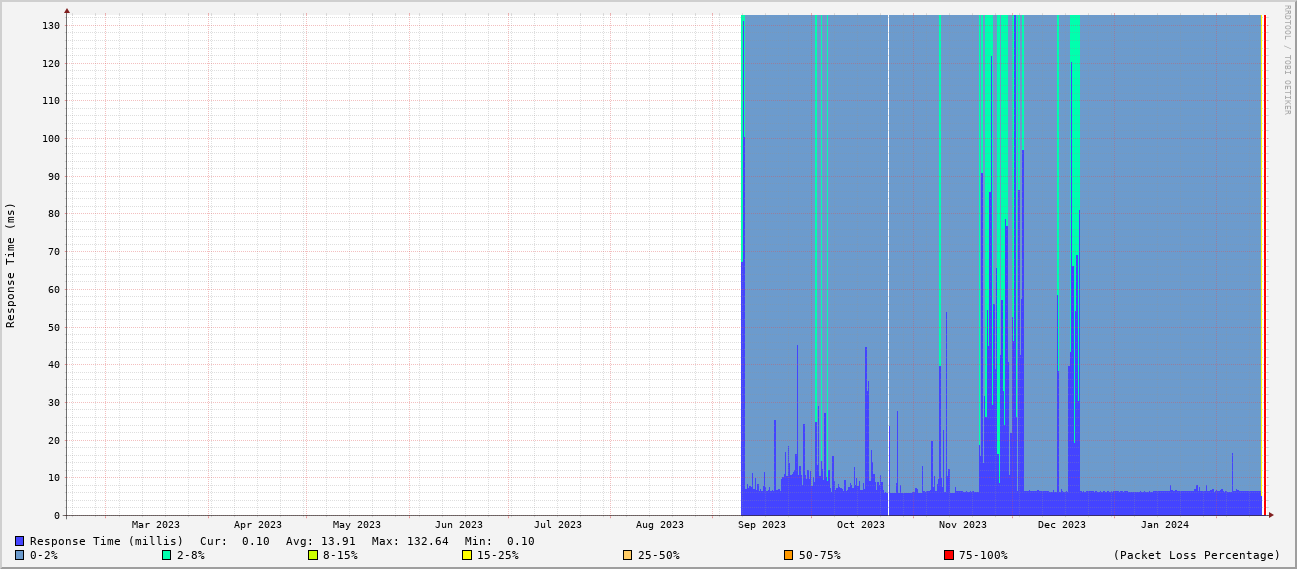 RRDTOOL / TOBI OETIKER
Response Time (ms)
130
120
110
100
90
80
70
60
50
40
30
20
10
0
Mar 2023 Apr 2023 May 2023 Jun 2023 Jul 2023 Aug 2023 Sep 2023 Oct 2023 Nov 2023 Dec 2023 Jan 2024
Response Time (millis) Cur: 0.10 Avg: 13.91 Max: 132.64 Min: 0.10
0-2% 2-8% 8-15% 15-25% 25-50% 50-75% 75-100% (Packet Loss Percentage)